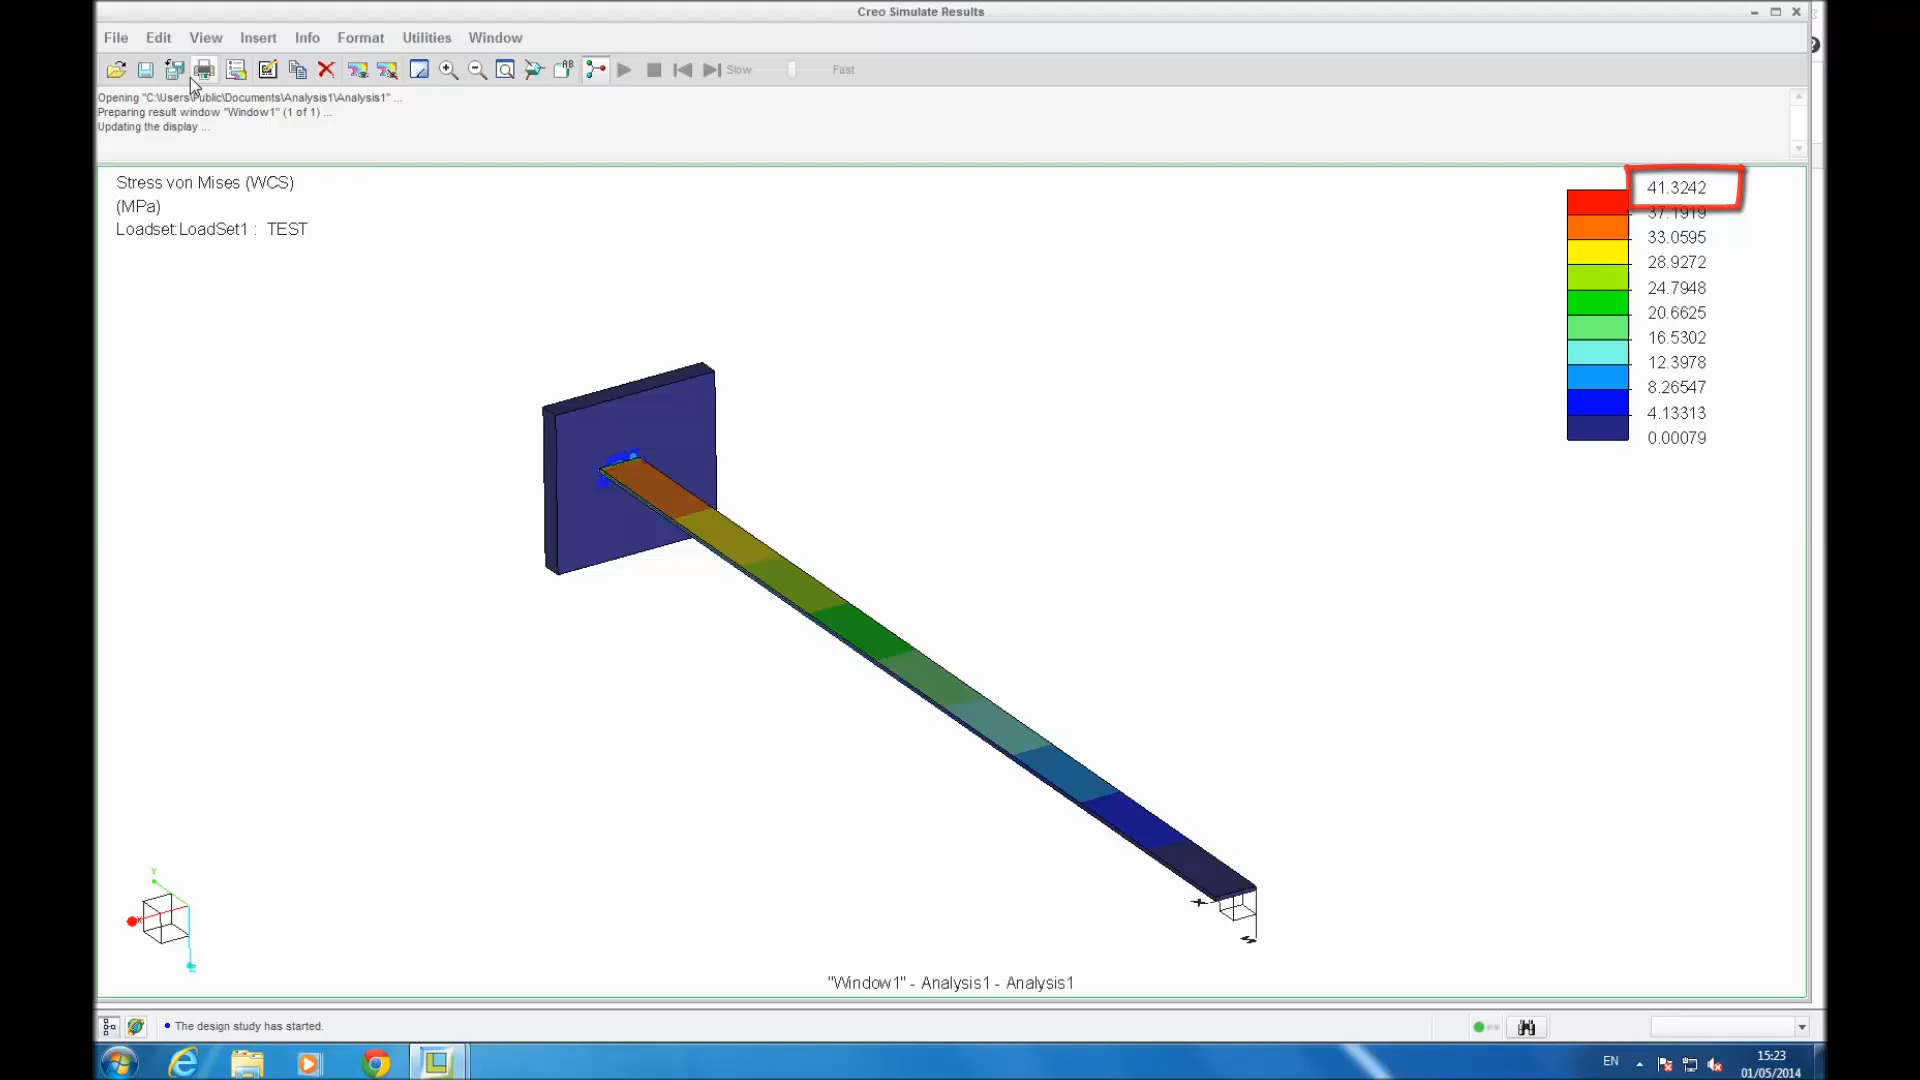 Creo Simulate Results
File Edit View Insert Info Format Utilities Window
Slow Fast
Opening "C:\Users\Public\Documents\Analysis1\Analysis1" ...
Preparing result window "Window1" (1 of 1) ...
Updating the display ...
Stress von Mises (WCS)
(MPa)
Loadset:LoadSet1 : TEST
41.3242
37.1919
33.0595
28.9272
24.7948
20.6625
16.5302
12.3978
8.26547
4.13313
0.00079
Y
X
"Window1" - Analysis1 - Analysis1
The design study has started.
EN
15:23
01/05/2014